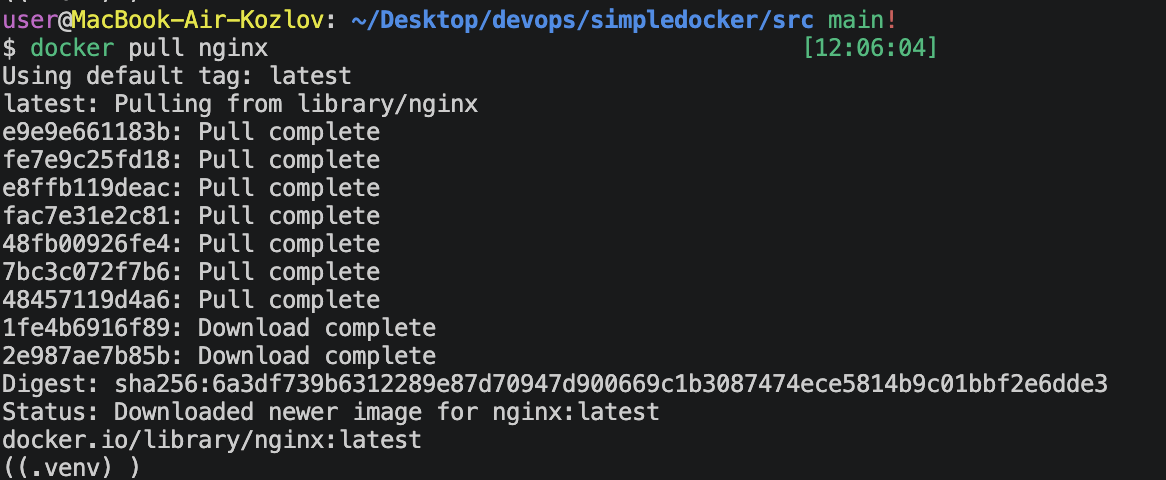 user@MacBook-Air-Kozlov: ~/Desktop/devops/simpledocker/src main!
$ docker pull nginx [12:06:04]
Using default tag: latest
latest: Pulling from library/nginx
e9e9e661183b: Pull complete
fe7e9c25fd18: Pull complete
e8ffb119deac: Pull complete
fac7e31e2c81: Pull complete
48fb00926fe4: Pull complete
7bc3c072f7b6: Pull complete
48457119d4a6: Pull complete
1fe4b6916f89: Download complete
2e987ae7b85b: Download complete
Digest: sha256:6a3df739b6312289e87d70947d900669c1b3087474ece5814b9c01bbf2e6dde3
Status: Downloaded newer image for nginx:latest
docker.io/library/nginx:latest
((.venv) )